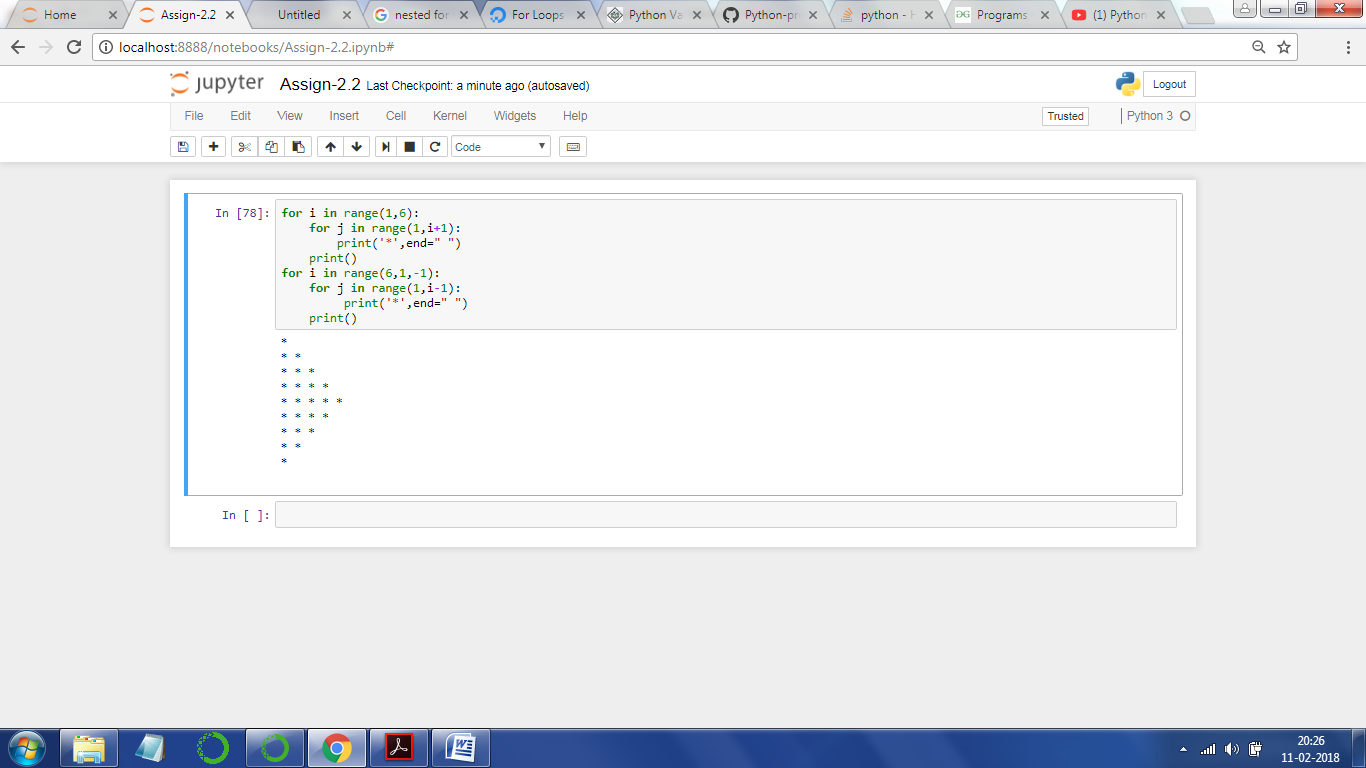 Home
Assign-2.2
Untitled
nested for
For Loops
Python Va
Python-pr
python - H
Programs
(1) Python
localhost:8888/notebooks/Assign-2.2.ipynb#
jupyter Assign-2.2 Last Checkpoint: a minute ago (autosaved)
Logout
File Edit View Insert Cell Kernel Widgets Help
Trusted
Python 3
Code
In [78]:
for i in range(1,6):
    for j in range(1,i+1):
        print('*',end=" ")
    print()
for i in range(6,1,-1):
    for j in range(1,i-1):
         print('*',end=" ")
    print()
*
* *
* * *
* * * *
* * * * *
* * * *
* * *
* *
*
In [ ]:
20:26
11-02-2018